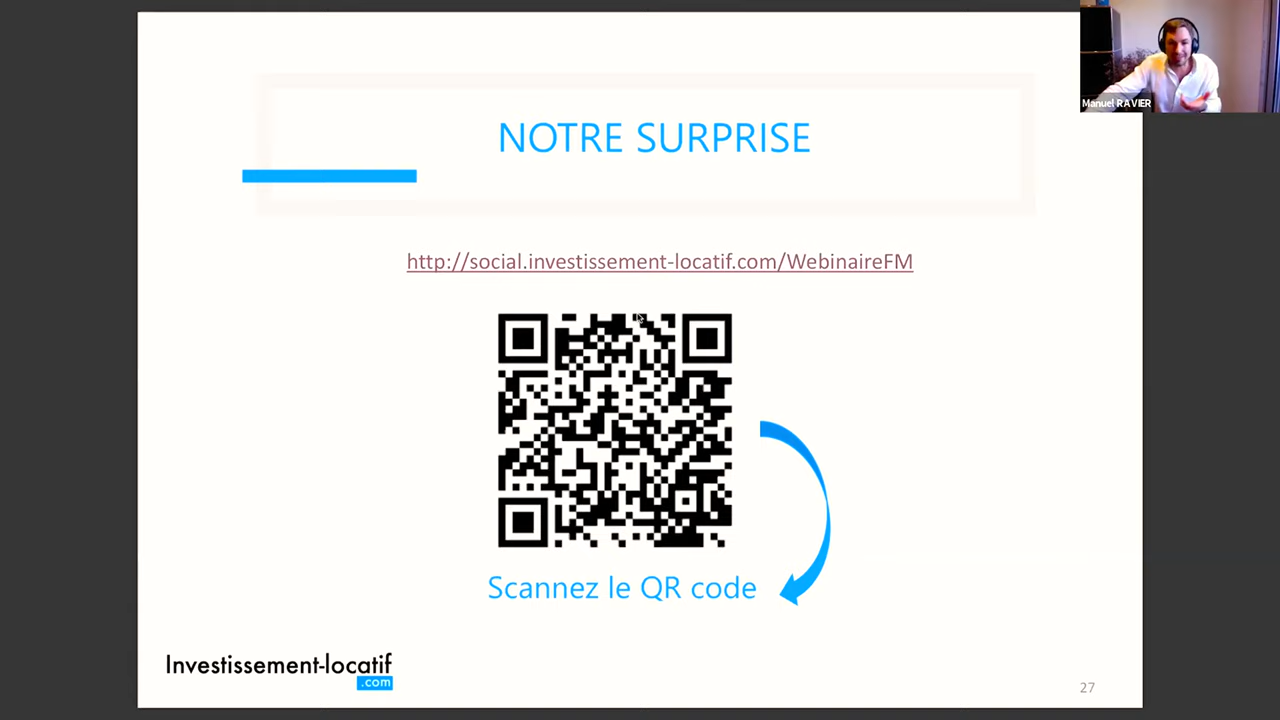 Manuel RAVIER
NOTRE SURPRISE
http://social.investissement-locatif.com/WebinaireFM
Scannez le QR code
Investissement-locatif
.com
27